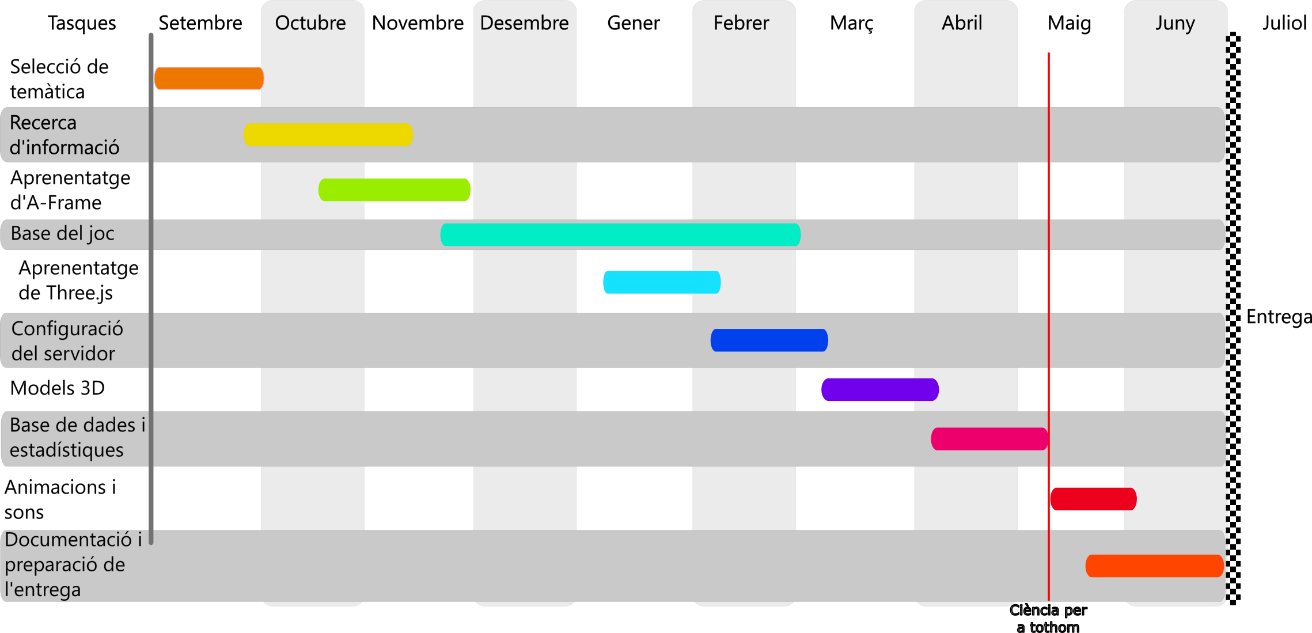 Tasques Setembre Octubre Novembre Desembre Gener Febrer Març Abril Maig Juny Juliol
Selecció de
temàtica
Recerca
d'informació
Aprenentatge
d'A-Frame
Base del joc
Aprenentatge
de Three.js
Configuració
del servidor
Entrega
Models 3D
Base de dades i
estadístiques
Animacions i
sons
Documentació i
preparació de
l'entrega
Ciència per
a tothom